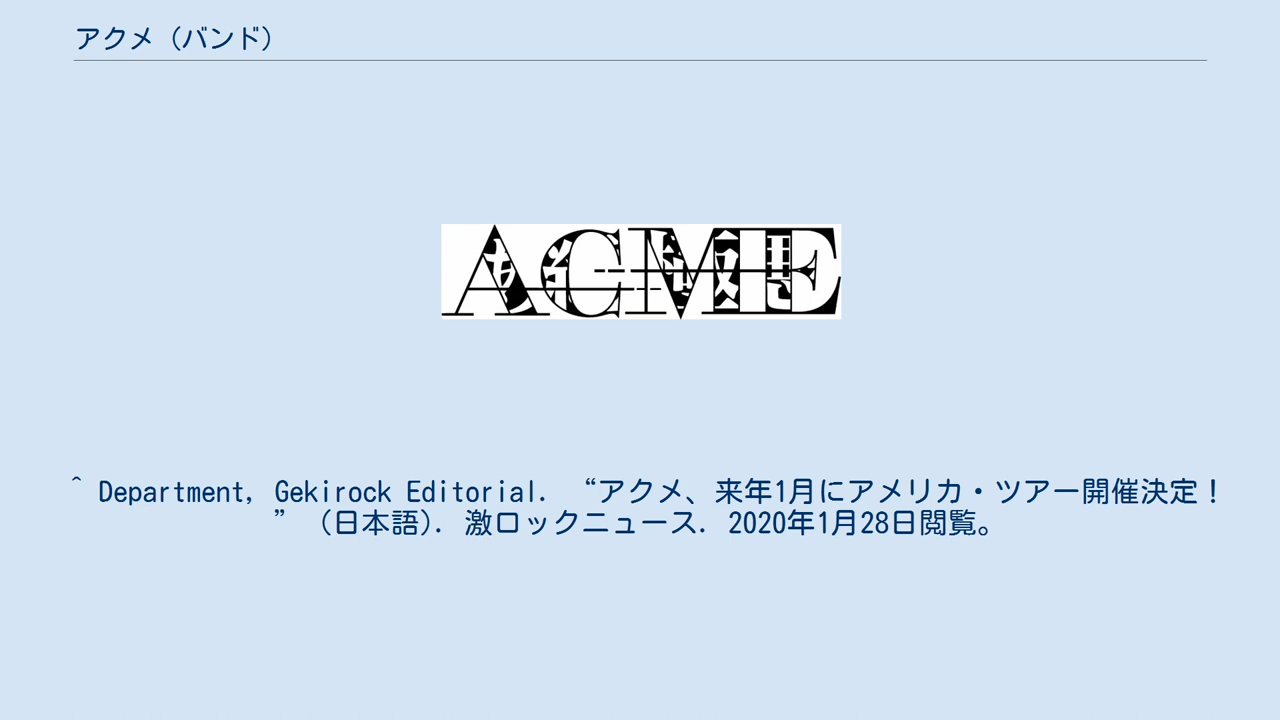 アクメ（バンド）
ACME
^ Department, Gekirock Editorial. “アクメ、来年1月にアメリカ・ツアー開催決定！
” （日本語). 激ロックニュース. 2020年1月28日閲覧。